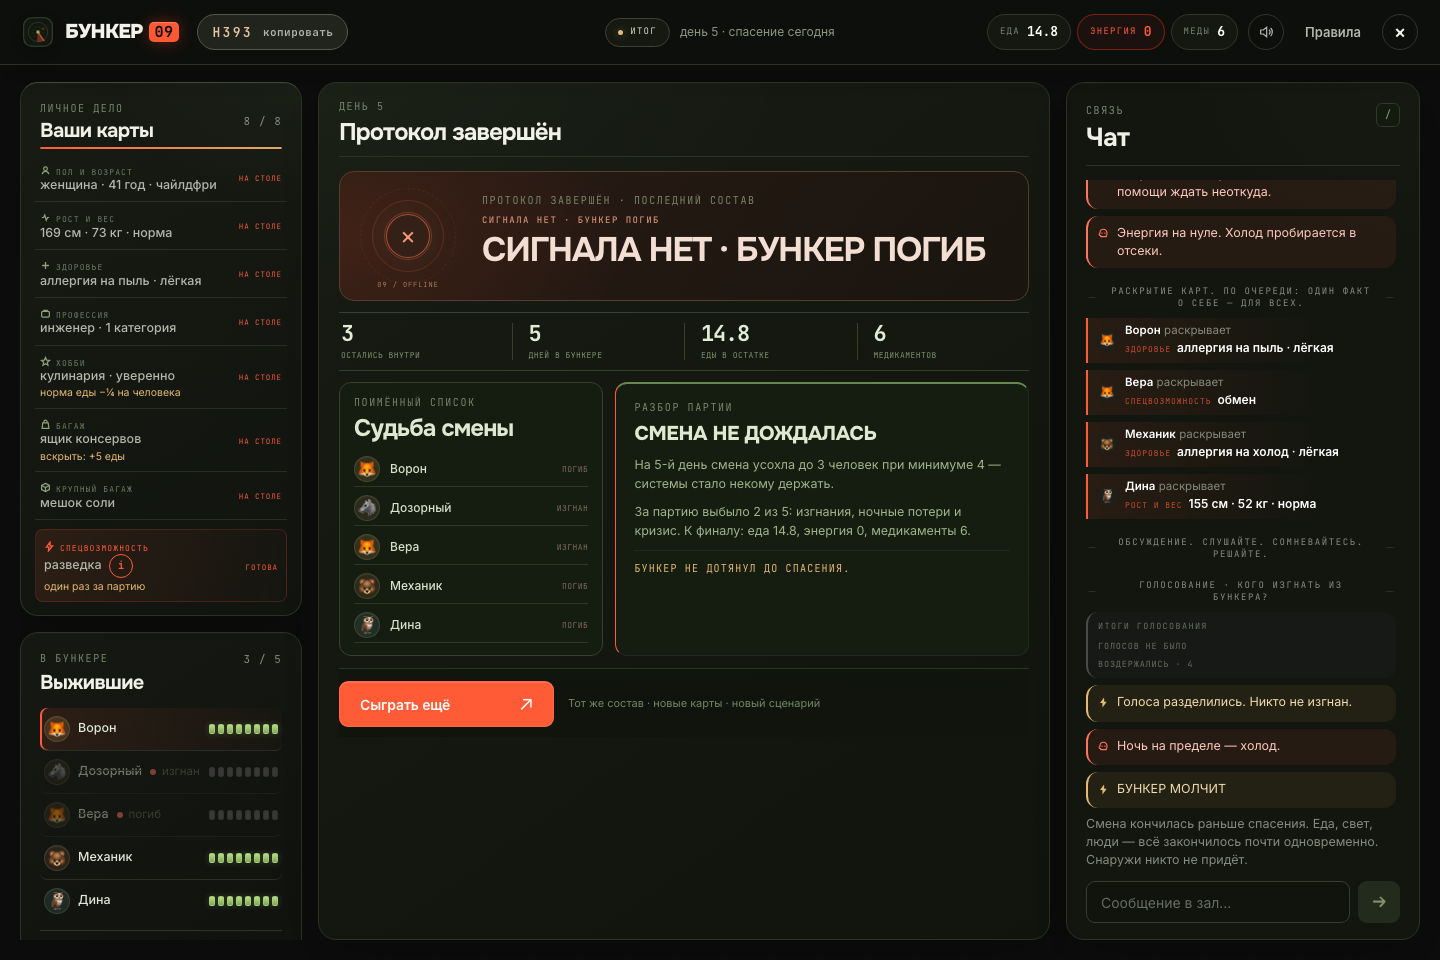 БУНКЕР 09
H393 копировать
ИТОГ
день 5 · спасение сегодня
ЕДА 14.8
ЭНЕРГИЯ 0
МЕДЫ 6
Правила
ЛИЧНОЕ ДЕЛО
Ваши карты
8 / 8
ПОЛ И ВОЗРАСТ
женщина · 41 год · чайлдфри
НА СТОЛЕ
РОСТ И ВЕС
169 см · 73 кг · норма
НА СТОЛЕ
ЗДОРОВЬЕ
аллергия на пыль · лёгкая
НА СТОЛЕ
ПРОФЕССИЯ
инженер · 1 категория
НА СТОЛЕ
ХОББИ
кулинария · уверенно
норма еды −¼ на человека
НА СТОЛЕ
БАГАЖ
ящик консервов
вскрыть: +5 еды
НА СТОЛЕ
КРУПНЫЙ БАГАЖ
мешок соли
НА СТОЛЕ
СПЕЦВОЗМОЖНОСТЬ
разведка i
один раз за партию
ГОТОВА
В БУНКЕРЕ
Выжившие
3 / 5
Ворон
Дозорный изгнан
Вера погиб
Механик
Дина
ДЕНЬ 5
Протокол завершён
ПРОТОКОЛ ЗАВЕРШЁН · ПОСЛЕДНИЙ СОСТАВ
СИГНАЛА НЕТ · БУНКЕР ПОГИБ
СИГНАЛА НЕТ · БУНКЕР ПОГИБ
09 / OFFLINE
3
ОСТАЛИСЬ ВНУТРИ
5
ДНЕЙ В БУНКЕРЕ
14.8
ЕДЫ В ОСТАТКЕ
6
МЕДИКАМЕНТОВ
ПОИМЁННЫЙ СПИСОК
Судьба смены
Ворон ПОГИБ
Дозорный ИЗГНАН
Вера ИЗГНАН
Механик ПОГИБ
Дина ПОГИБ
РАЗБОР ПАРТИИ
СМЕНА НЕ ДОЖДАЛАСЬ
На 5-й день смена усохла до 3 человек при минимуме 4 —
системы стало некому держать.
За партию выбыло 2 из 5: изгнания, ночные потери и
кризис. К финалу: еда 14.8, энергия 0, медикаменты 6.
БУНКЕР НЕ ДОТЯНУЛ ДО СПАСЕНИЯ.
Сыграть ещё
Тот же состав · новые карты · новый сценарий
СВЯЗЬ
Чат
/
помощи ждать неоткуда.
Энергия на нуле. Холод пробирается в
отсеки.
РАСКРЫТИЕ КАРТ. ПО ОЧЕРЕДИ: ОДИН ФАКТ
О СЕБЕ — ДЛЯ ВСЕХ.
Ворон раскрывает
ЗДОРОВЬЕ аллергия на пыль · лёгкая
Вера раскрывает
СПЕЦВОЗМОЖНОСТЬ обмен
Механик раскрывает
ЗДОРОВЬЕ аллергия на холод · лёгкая
Дина раскрывает
РОСТ И ВЕС 155 см · 52 кг · норма
ОБСУЖДЕНИЕ. СЛУШАЙТЕ. СОМНЕВАЙТЕСЬ.
РЕШАЙТЕ.
ГОЛОСОВАНИЕ · КОГО ИЗГНАТЬ ИЗ
БУНКЕРА?
ИТОГИ ГОЛОСОВАНИЯ
ГОЛОСОВ НЕ БЫЛО
ВОЗДЕРЖАЛИСЬ · 4
Голоса разделились. Никто не изгнан.
Ночь на пределе — холод.
БУНКЕР МОЛЧИТ
Смена кончилась раньше спасения. Еда, свет,
люди — всё закончилось почти одновременно.
Снаружи никто не придёт.
Сообщение в зал...